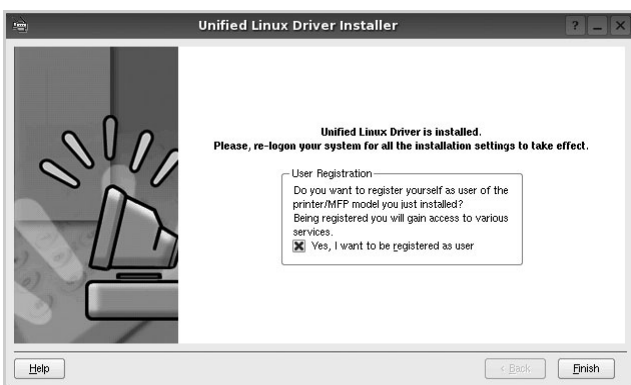 Unified Linux Driver Installer
Unified Linux Driver is installed.
Please, re-logon your system for all the installation settings to take effect.
User Registration
Do you want to register yourself as user of the
printer/MFP model you just installed?
Being registered you will gain access to various
services.
Yes, I want to be registered as user
Help
< Back
Finish